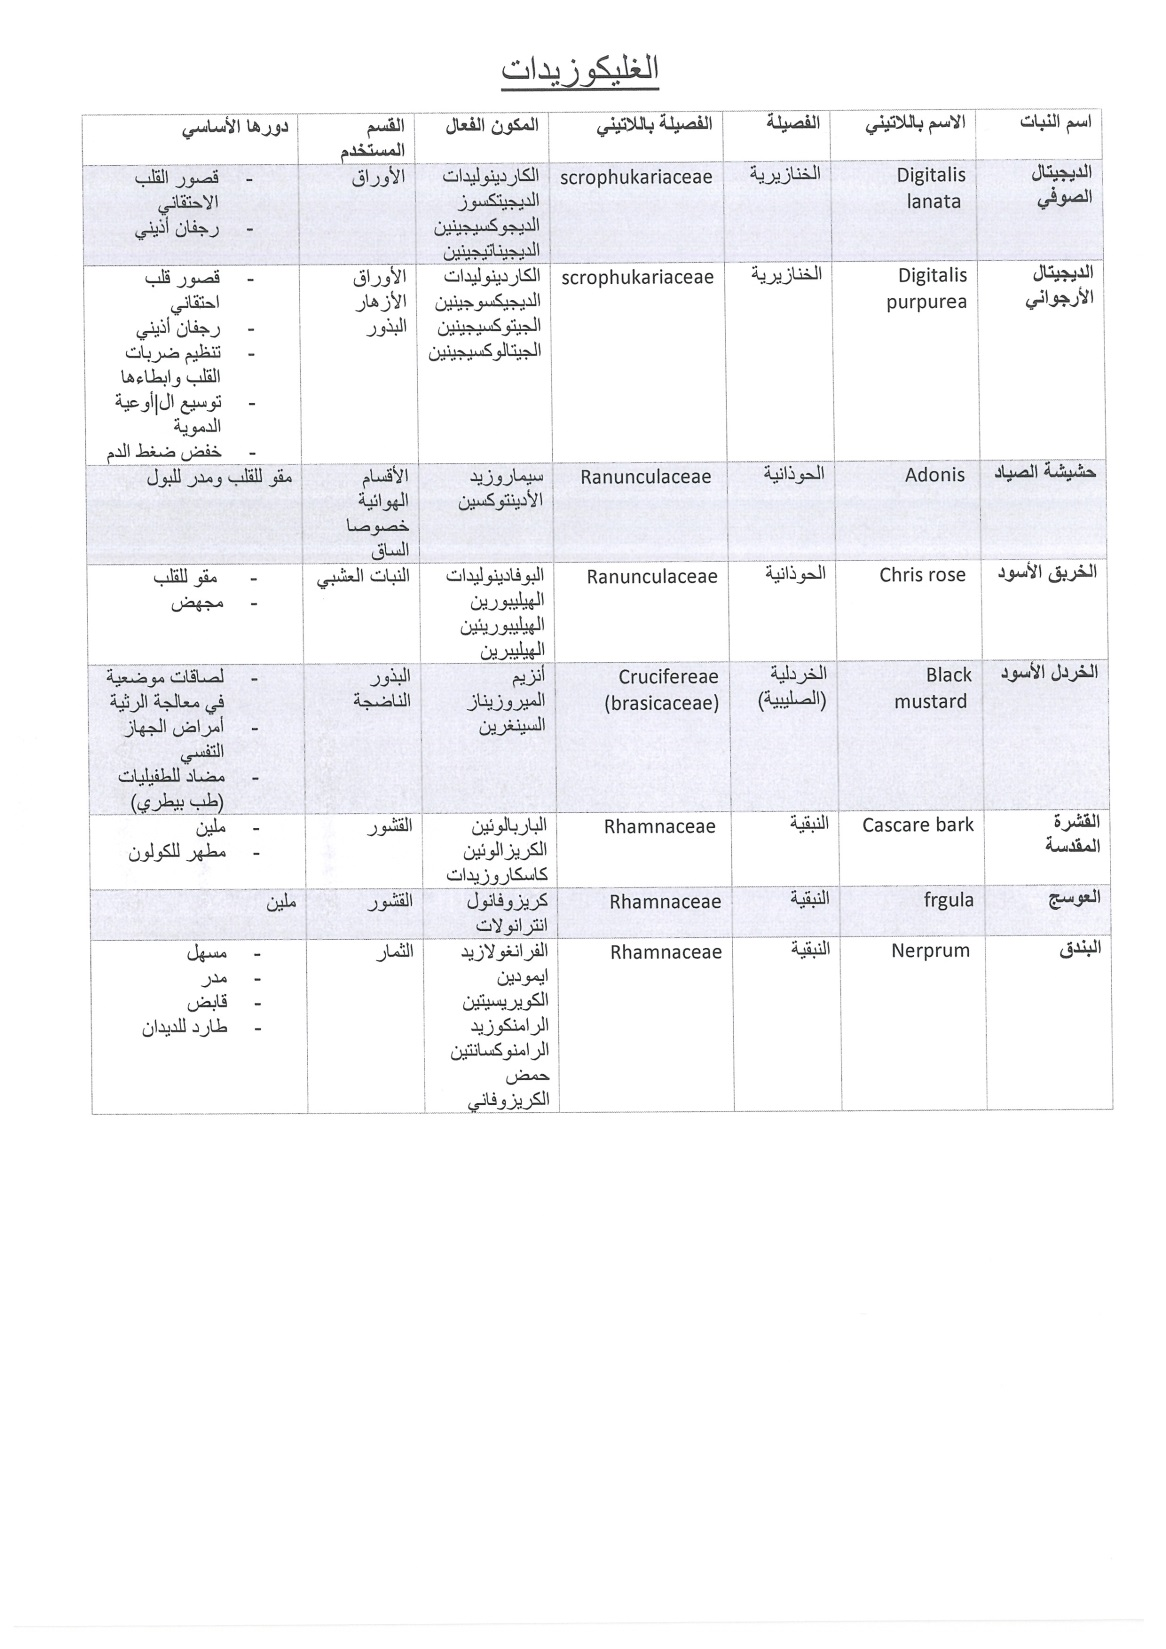 الغليكوزيدات
اسم النبات
الاسم باللاتيني
الفصيلة
الفصيلة باللاتيني
المكون الفعال
القسم
المستخدم
دورها الأساسي
الديجيتال
الصوفي
Digitalis
lanata
الخنازيرية
scrophukariaceae
الكاردينوليدات
الديجيتكسوز
الديجوكسيجينين
الديجيناتيجينين
الأوراق
- قصور القلب
الاحتقاني
- رجفان أذيني
الديجيتال
الأرجواني
Digitalis
purpurea
الخنازيرية
scrophukariaceae
الكاردينوليدات
الديجيكسوجينين
الجيتوكسيجينين
الجيتالوكسيجينين
الأوراق
الأزهار
البذور
- قصور قلب
احتقاني
- رجفان أذيني
- تنظيم ضربات
القلب وابطاءها
- توسيع ال|أوعية
الدموية
- خفض ضغط الدم
حشيشة الصياد
Adonis
الحوذانية
Ranunculaceae
سيماروزيد
الأدينتوكسين
الأقسام
الهوائية
خصوصا
الساق
مقو للقلب ومدر للبول
الخربق الأسود
Chris rose
الحوذانية
Ranunculaceae
البوفادينوليدات
الهيليبورين
الهيليبوريئين
الهيليبرين
النبات العشبي
- مقو للقلب
- مجهض
الخردل الأسود
Black
mustard
الخردلية
(الصليبية)
Crucifereae
(brasicaceae)
أنزيم
الميروزيناز
السينغرين
البذور
الناضجة
- لصاقات موضعية
في معالجة الرثية
- أمراض الجهاز
التفسي
- مضاد للطفيليات
(طب بيطري)
القشرة
المقدسة
Cascare bark
النبقية
Rhamnaceae
الباربالوئين
الكريزالوئين
كاسكاروزيدات
القشور
- ملين
- مطهر للكولون
العوسج
frgula
النبقية
Rhamnaceae
كريزوفانول
انترانولات
القشور
ملين
البندق
Nerprum
النبقية
Rhamnaceae
الفرانغولازيد
ايمودين
الكويريسيتين
الرامنكوزيد
الرامنوكسانتين
حمض
الكريزوفاني
الثمار
- مسهل
- مدر
- قابض
- طارد للديدان